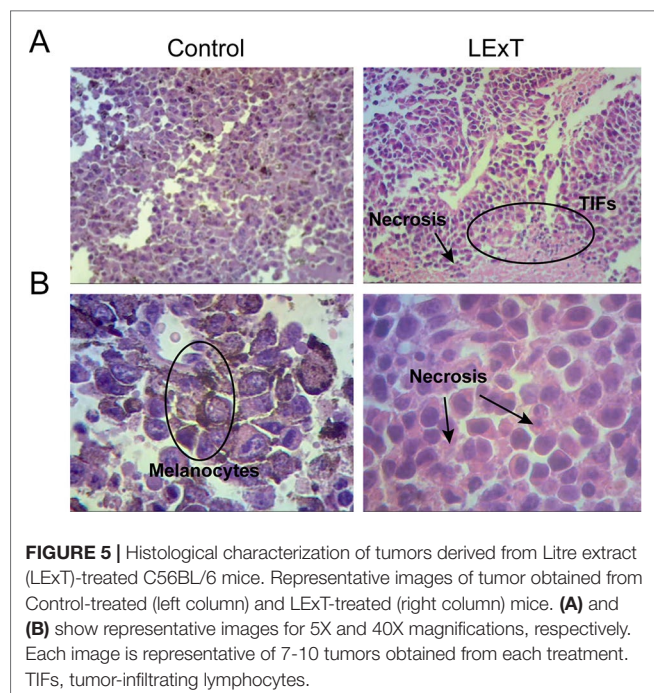 A
Control
LExT
TIFs
Necrosis
B
Necrosis
Melanocytes
FIGURE 5 | Histological characterization of tumors derived from Litre extract
(LExT)-treated C56BL/6 mice. Representative images of tumor obtained from
Control-treated (left column) and LExT-treated (right column) mice. (A) and
(B) show representative images for 5X and 40X magnifications, respectively.
Each image is representative of 7-10 tumors obtained from each treatment.
TIFs, tumor-infiltrating lymphocytes.